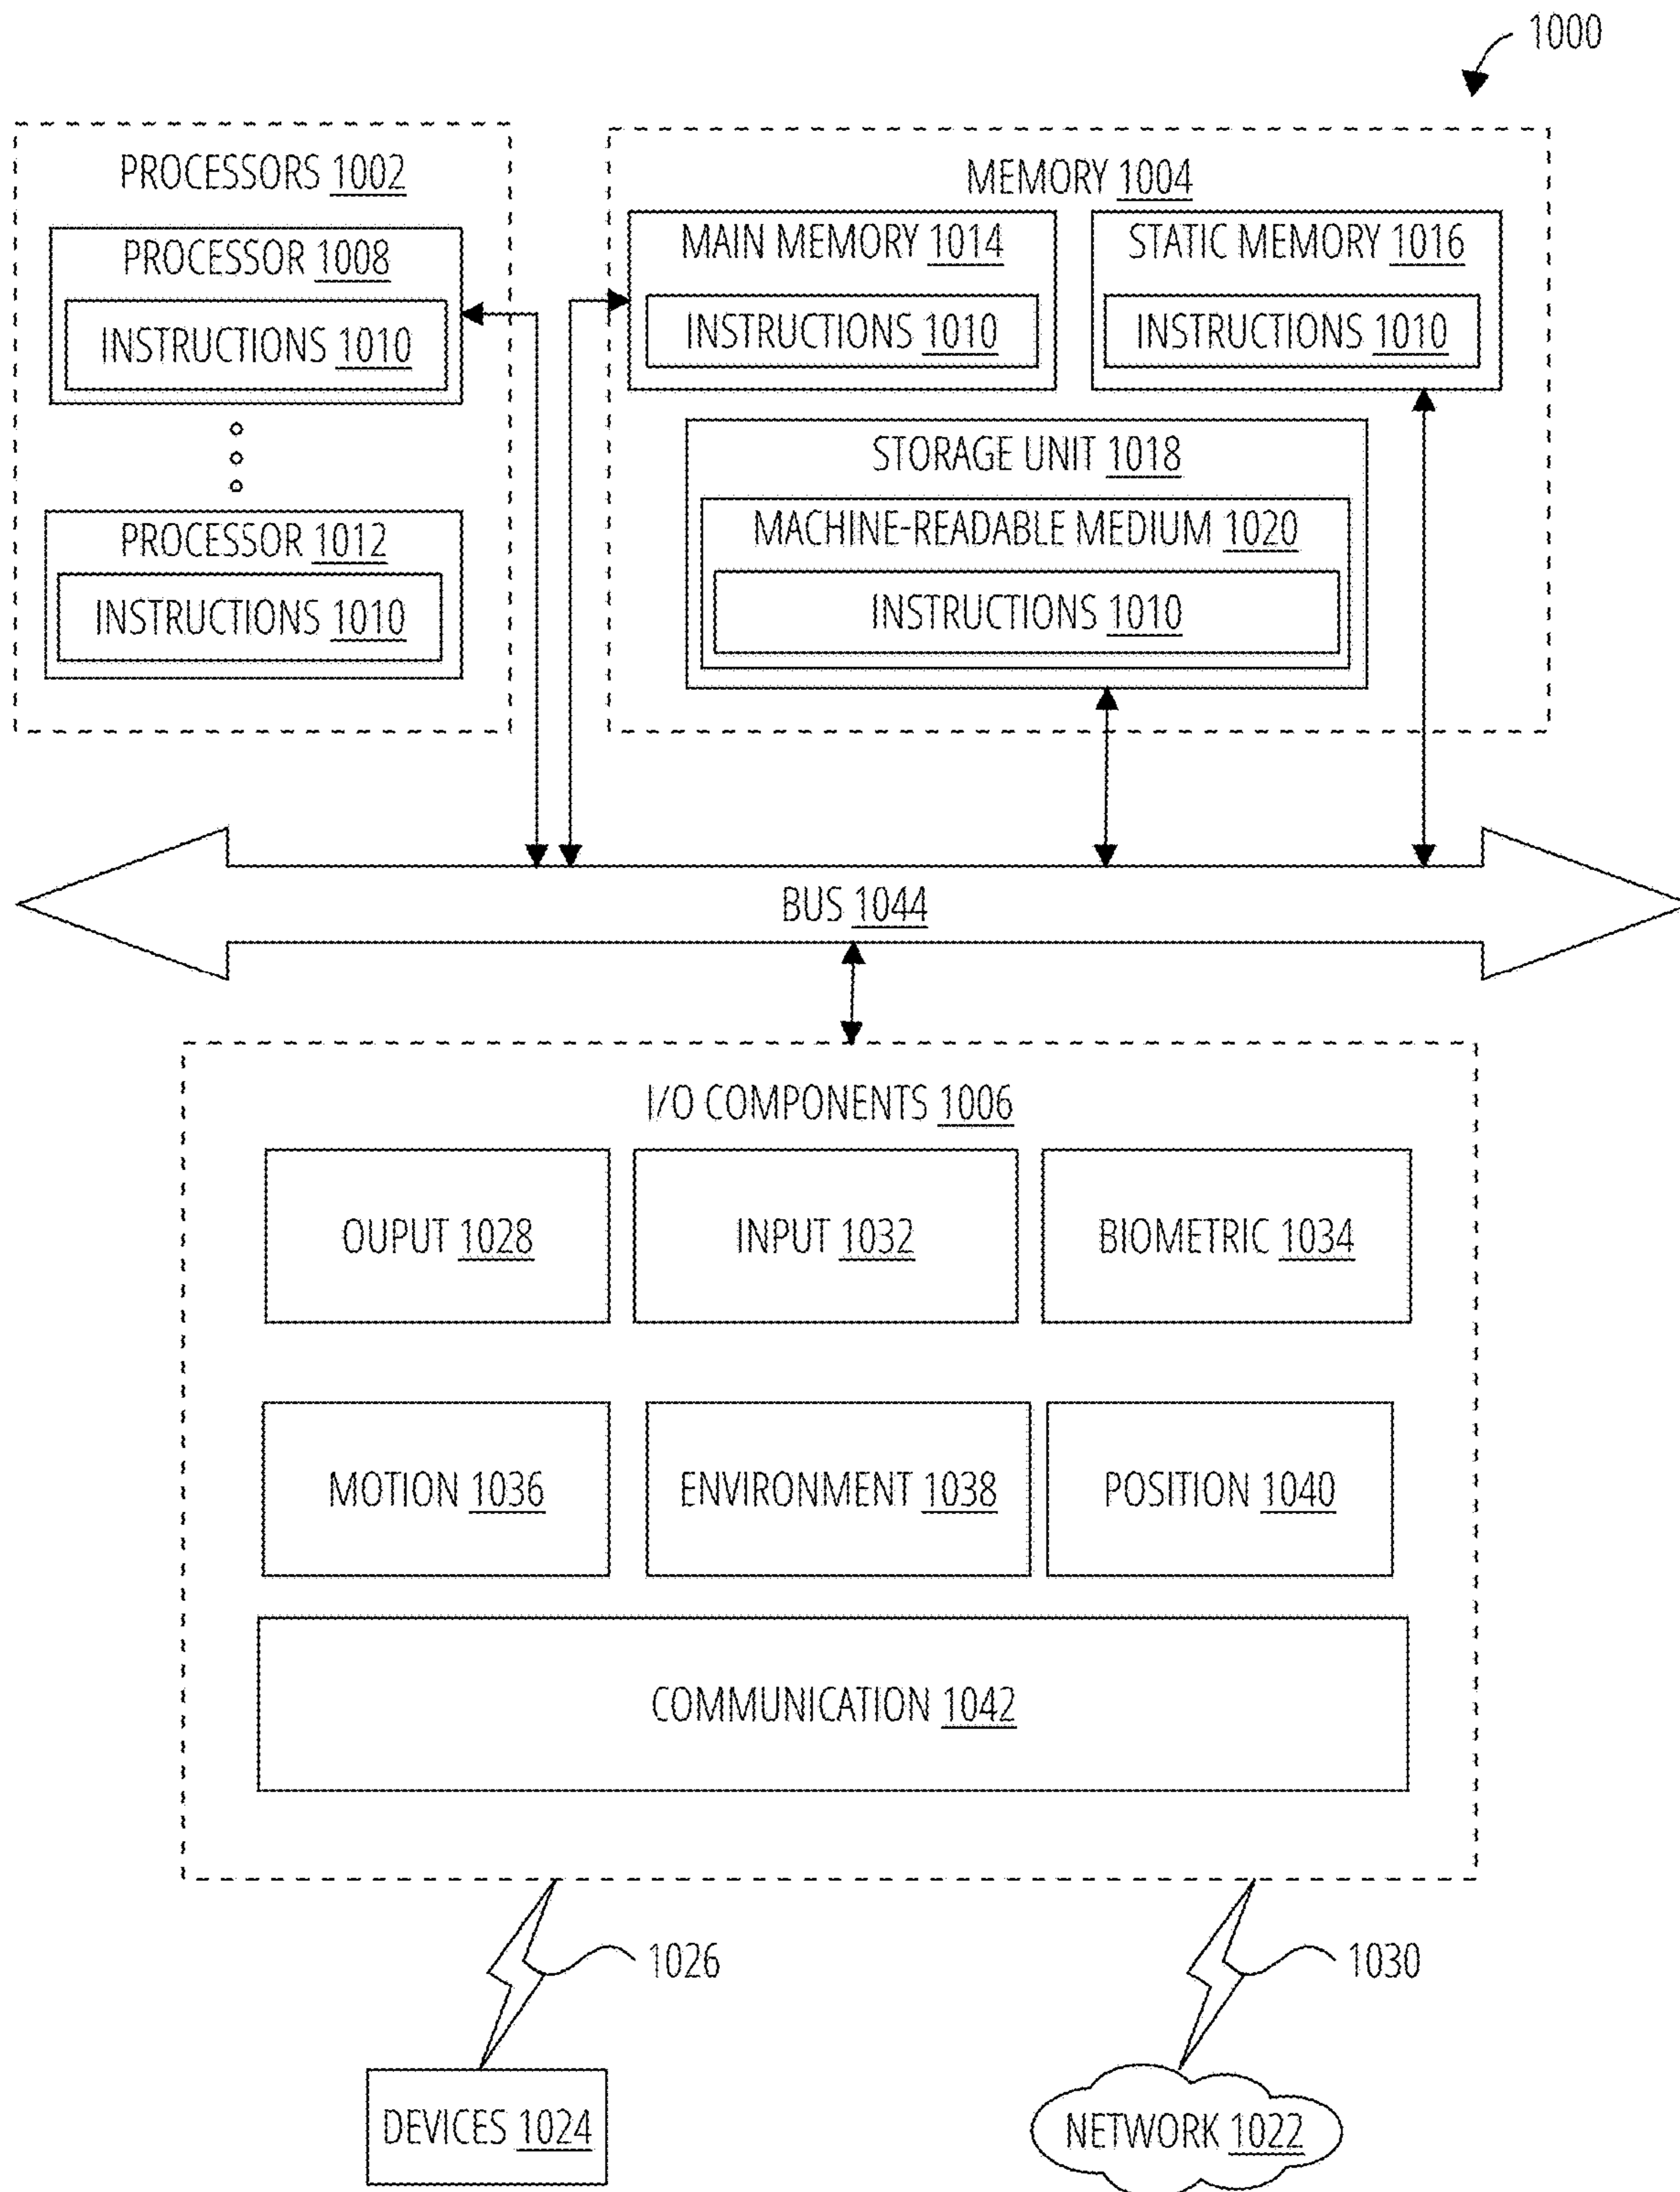 1000
PROCESSORS 1002
PROCESSOR 1008
INSTRUCTIONS 1010
PROCESSOR 1012
INSTRUCTIONS 1010
MEMORY 1004
MAIN MEMORY 1014
INSTRUCTIONS 1010
STATIC MEMORY 1016
INSTRUCTIONS 1010
STORAGE UNIT 1018
MACHINE-READABLE MEDIUM 1020
INSTRUCTIONS 1010
BUS 1044
I/O COMPONENTS 1006
OUPUT 1028
INPUT 1032
BIOMETRIC 1034
MOTION 1036
ENVIRONMENT 1038
POSITION 1040
COMMUNICATION 1042
1026
1030
DEVICES 1024
NETWORK 1022